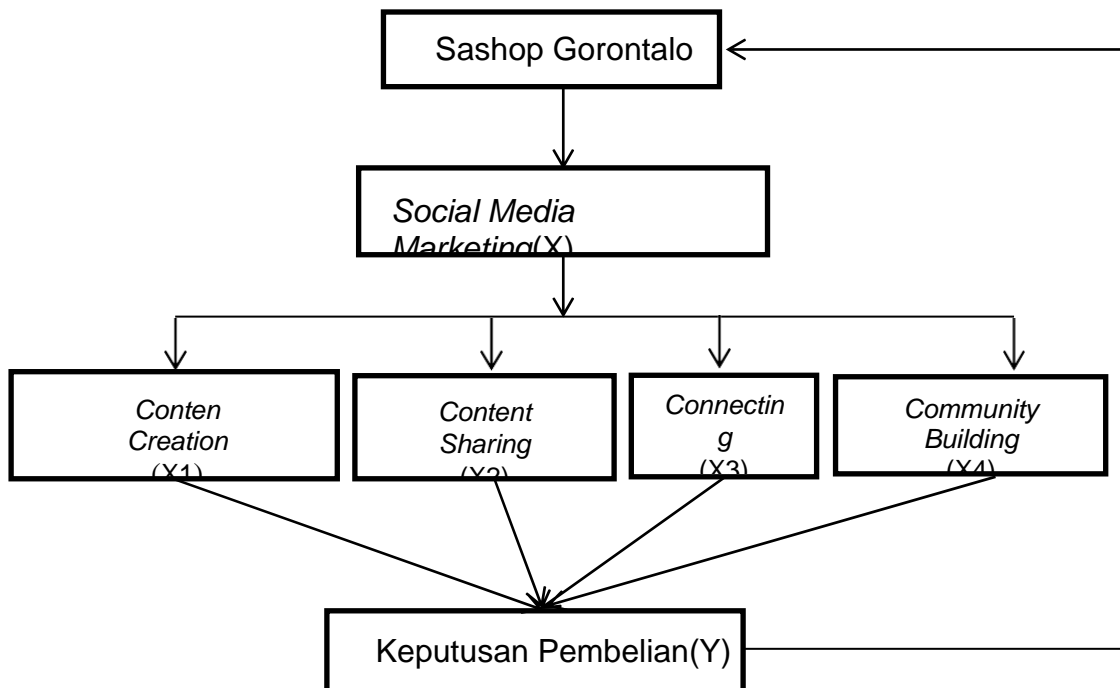 Sashop Gorontalo
Social Media
Marketing(X)
Conten
Creation
(X1)
Content
Sharing
(X2)
Connectin
g
(X3)
Community
Building
(X4)
Keputusan Pembelian(Y)